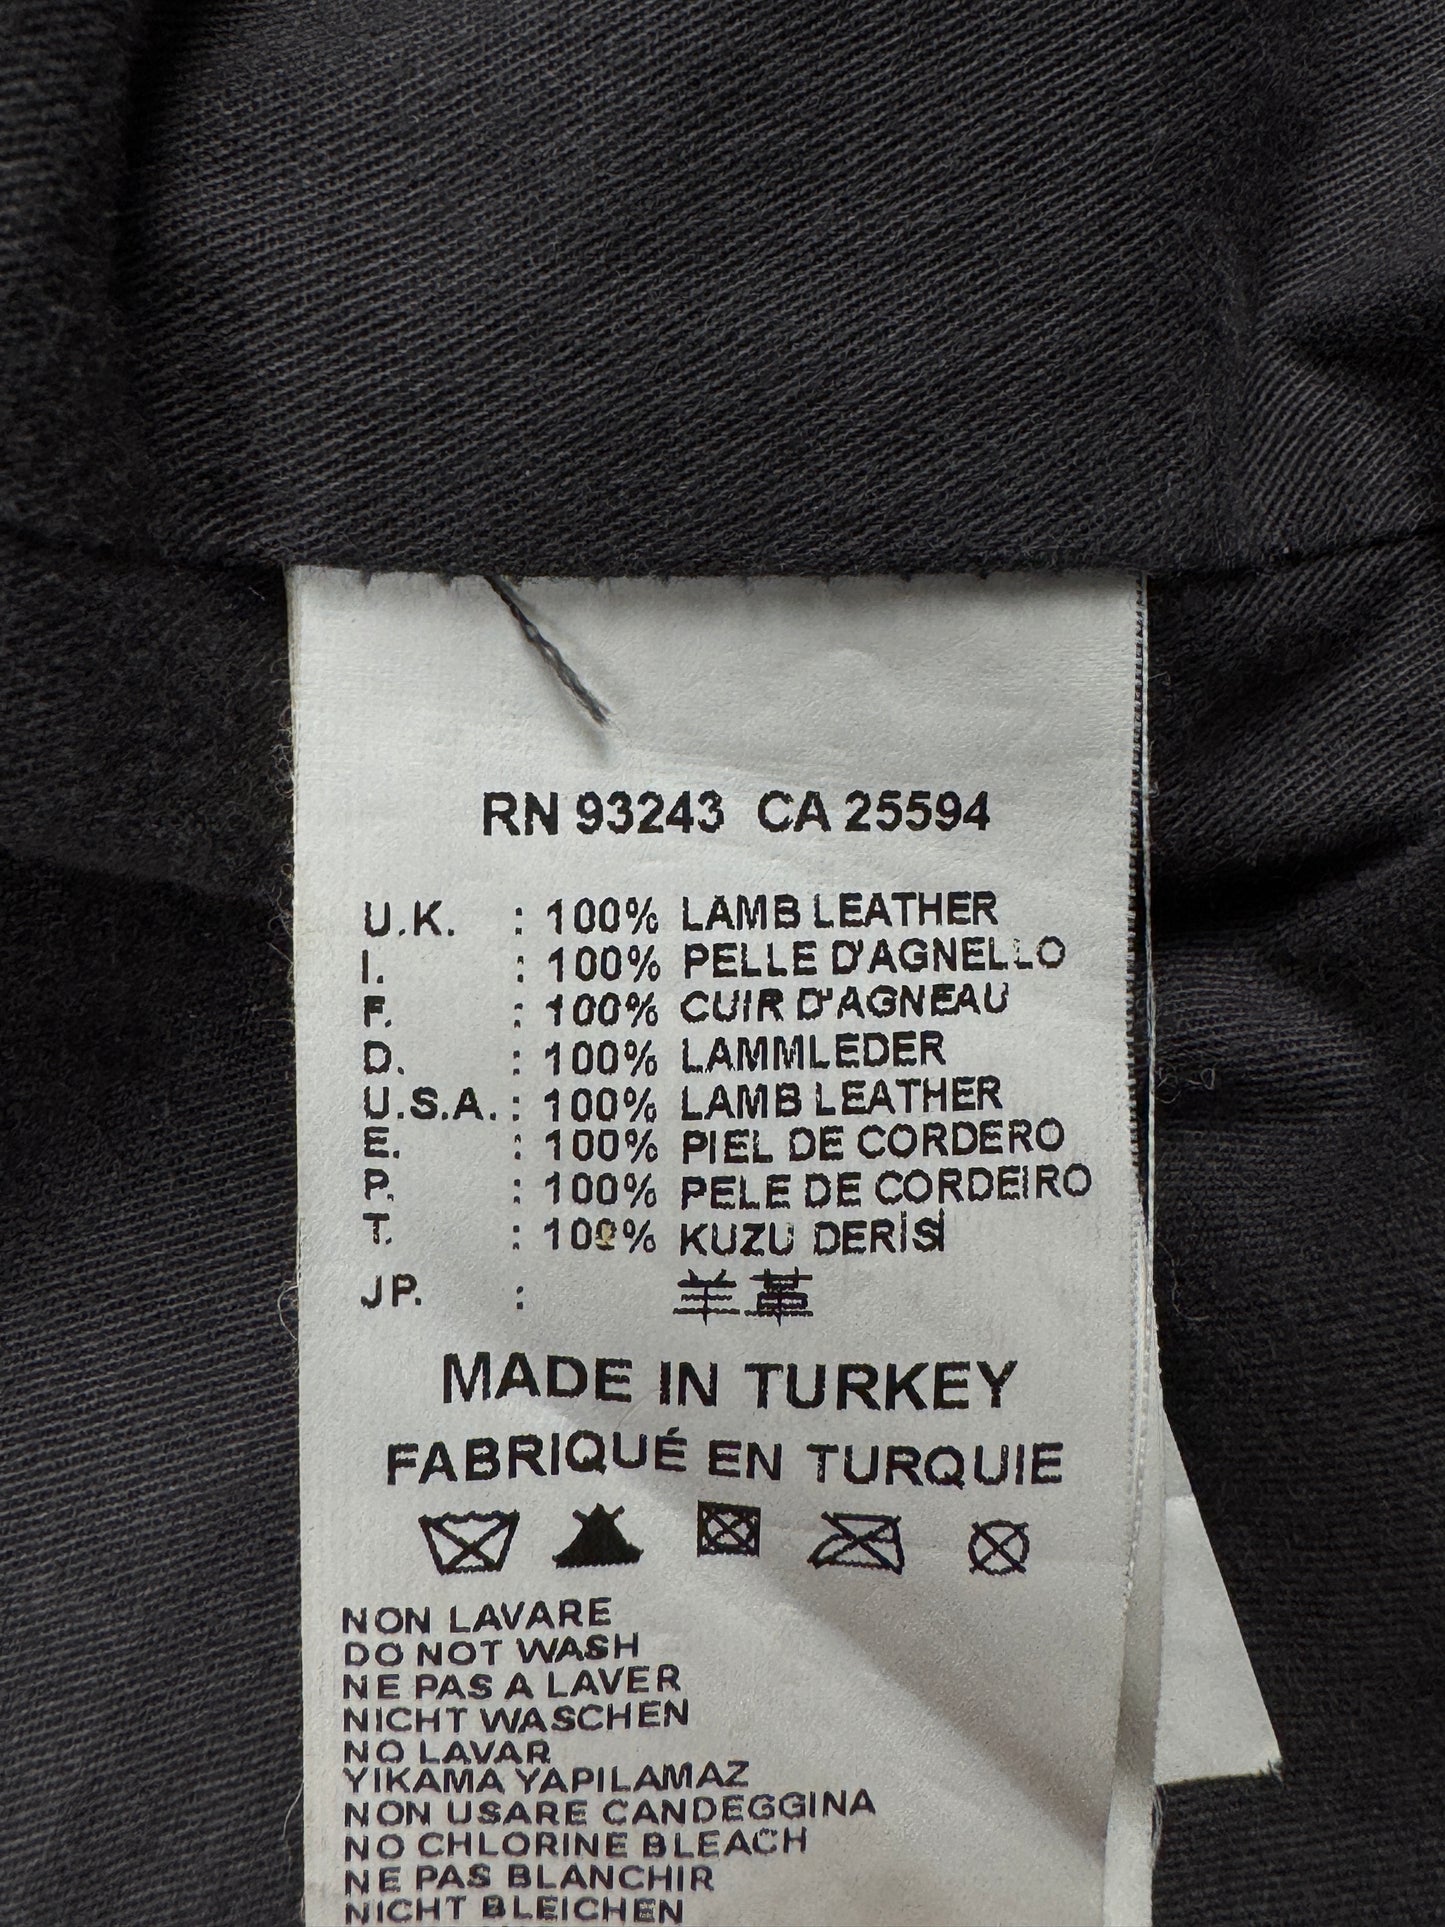 RN 93243 CA 25594
U.K. : 100% LAMB LEATHER
I. : 100% PELLE D'AGNELLO
F. : 100% CUIR D'AGNEAU
D. : 100% LAMMLEDER
U.S.A. : 100% LAMB LEATHER
E. : 100% PIEL DE CORDERO
P. : 100% PELE DE CORDEIRO
T. : 100% KUZU DERİSİ
JP. : 羊革
MADE IN TURKEY
FABRIQUÉ EN TURQUIE
NON LAVARE
DO NOT WASH
NE PAS A LAVER
NICHT WASCHEN
NO LAVAR
YIKAMA YAPILAMAZ
NON USARE CANDEGGINA
NO CHLORINE BLEACH
NE PAS BLANCHIR
NICHT BLEICHEN